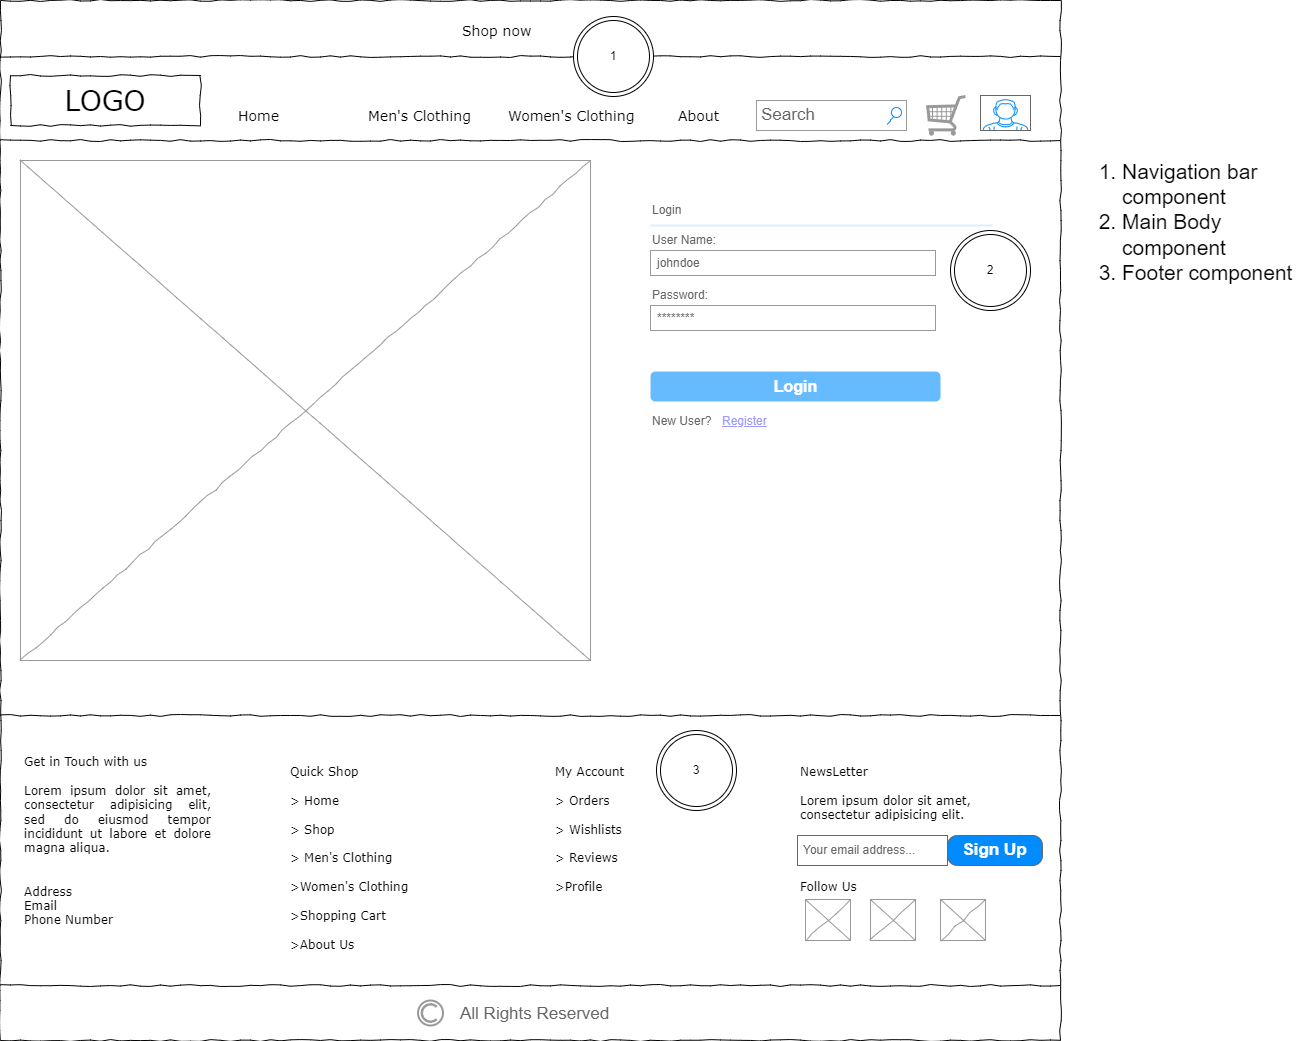 Shop now
1
LOGO
Home
Men's Clothing
Women's Clothing
About
Search
Login
User Name:
johndoe
2
Password:
********
Login
New User? Register
1. Navigation bar
component
2. Main Body
component
3. Footer component
Get in Touch with us
Lorem ipsum dolor sit amet,
consectetur adipisicing elit,
sed do eiusmod tempor
incididunt ut labore et dolore
magna aliqua.
Address
Email
Phone Number
Quick Shop
> Home
> Shop
> Men's Clothing
>Women's Clothing
>Shopping Cart
>About Us
My Account
> Orders
> Wishlists
> Reviews
>Profile
3
NewsLetter
Lorem ipsum dolor sit amet,
consectetur adipisicing elit.
Your email address...
Sign Up
Follow Us
© All Rights Reserved